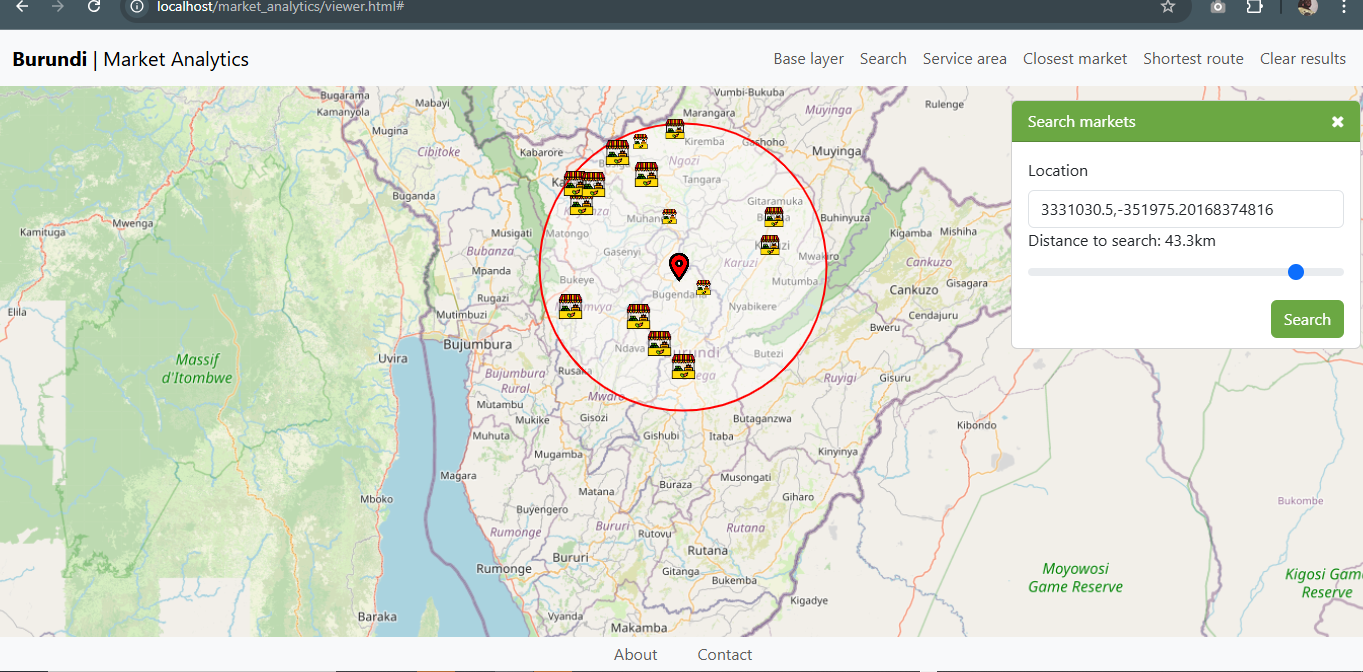 localhost/market_analytics/viewer.html#
Burundi | Market Analytics
Base layer Search Service area Closest market Shortest route Clear results
Search markets
Location
3331030.5,-351975.20168374816
Distance to search: 43.3km
Search
Bugarama
Kamanyola
Mabayi
Vumbi-Bukuba
Marangara
Muyinga
Rulenge
Mugina
Cibitoke
Kabarore
Kiremba
Gashoho
Muyinga
Ngozi
Tangara
Buganda
Gitaramuka
Mwenga
Kamituga
Musigati
Matongo
Buhinyuza
Kigamba
Mishiha
Bubanza
Gasenyi
Karuzi
Mwakiro
Cankuzo
Mpanda
Bukeye
Mutumba
Gisagara
Cankuzo
Rugazi
Bugendana
Nyabikere
Cendajuru
Elila
Mutimbuzi
Bweru
Bujumbura
Ndava
Butezi
Uvira
Massif
d'Itombwe
Bujumbura
Rural
Ruyigi
Gisuru
Mutambu
Mukike
Gisozi
Butaganzwa
Kibondo
Muhuta
Gishubi
Itaba
Mugamba
Kinyinya
Magara
Matana
Buraza
Musongati
Giharo
Mboko
Bukombe
Buyengero
Rumonge
Bururi
Rutovu
Rutana
Bururi
Rutana
Rumonge
Gitanga
Bukemba
Moyowosi
Game Reserve
Kigosi Game
Reserve
Kigadye
Baraka
Vyanda
Makamba
About Contact